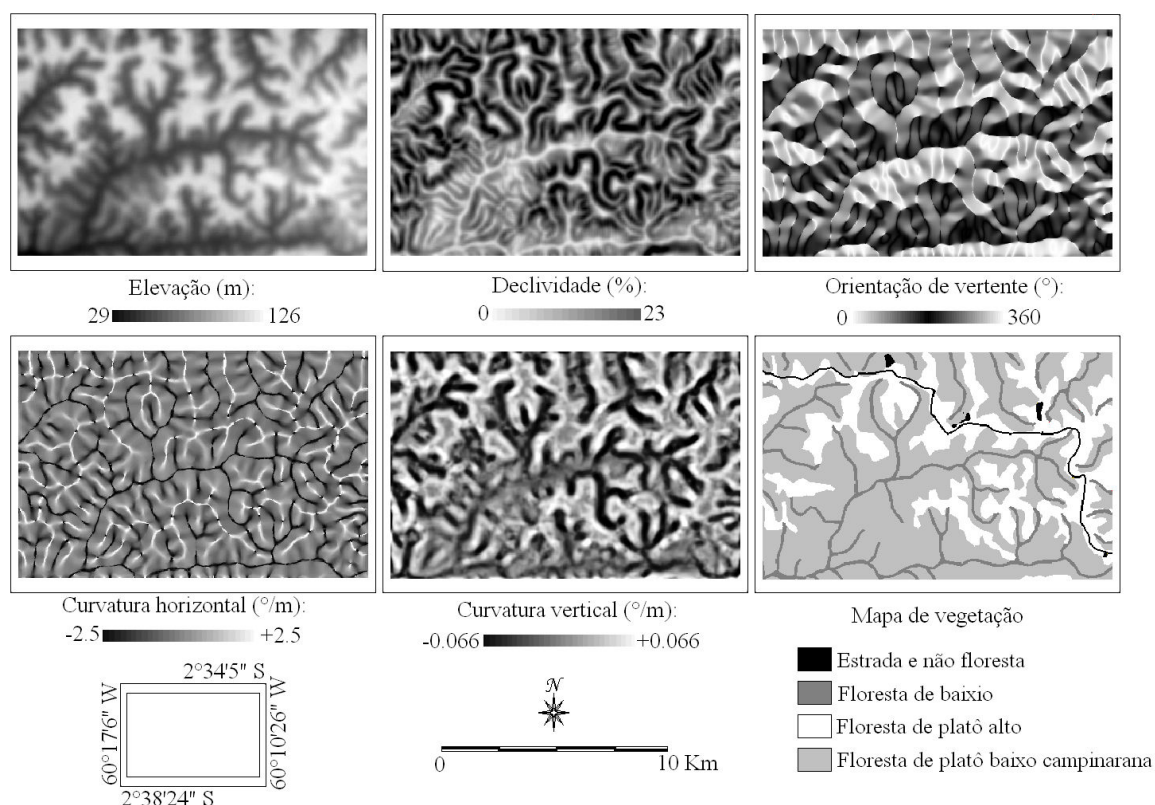 Elevação (m):
29 126
Declividade (%):
0 23
Orientação de vertente (°):
0 360
Curvatura horizontal (°/m):
-2.5 +2.5
Curvatura vertical (°/m):
-0.066 +0.066
Mapa de vegetação
Estrada e não floresta
Floresta de baixio
Floresta de platô alto
Floresta de platô baixo campinarana
2°34'5" S
60°17'6" W
60°10'26" W
2°38'24" S
N
0 10 Km